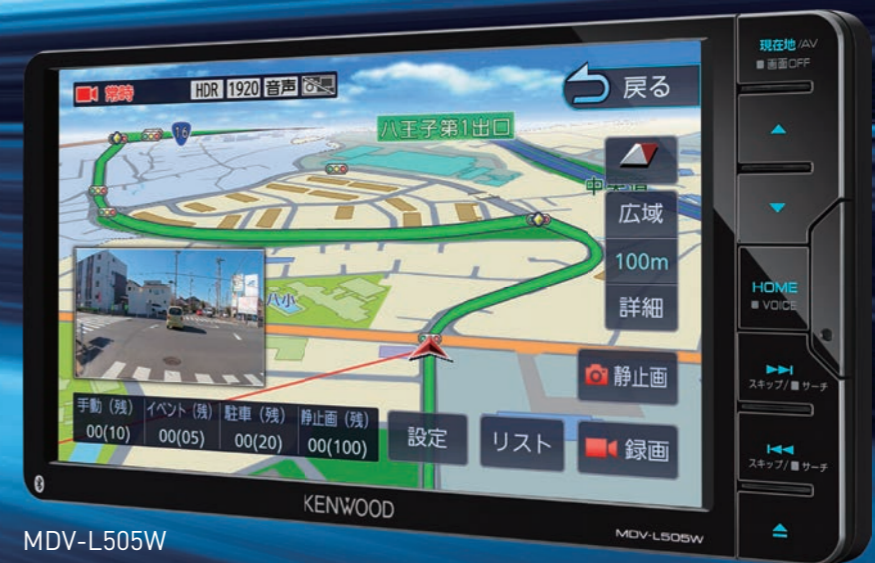 現在地/AV
■画面OFF
常時
HDR 1920 音声
戻る
16
八王子第1出口
広域
100m
詳細
八小
HOME
■VOICE
静止画
スキップ/■サーチ
手動(残) イベント(残) 駐車(残) 静止画(残)
00(10) 00(05) 00(20) 00(100)
設定
リスト
録画
スキップ/■サーチ
KENWOOD
MDV-L505W
MDV-L505W